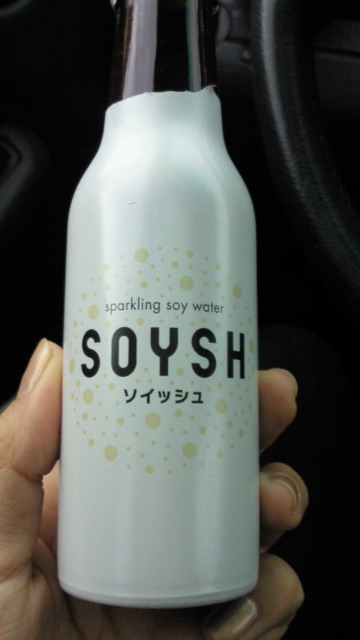 sparkling soy water
SOYSH
ソイッシュ